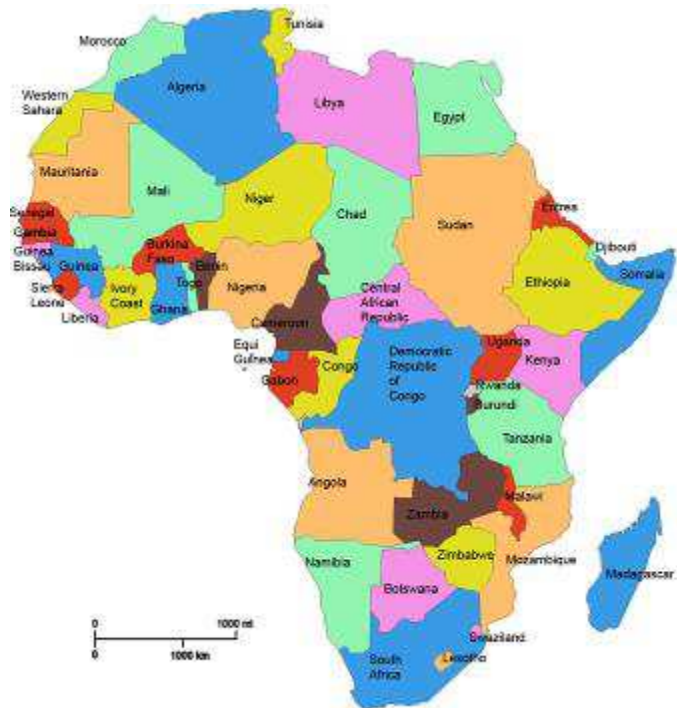 Tunisia
Morocco
Algeria
Libya
Egypt
Western
Sahara
Mauritania
Mali
Niger
Chad
Sudan
Eritrea
Senegal
Gambia
Guinea
Bissau
Guinea
Burkina
Faso
Benin
Togo
Nigeria
Djibouti
Somalia
Ethiopia
Sierra
Leone
Ivory
Coast
Ghana
Liberia
Central
African
Republic
Cameroon
Equi
Guinea
Gabon
Congo
Democratic
Republic
of
Congo
Uganda
Kenya
Rwanda
Burundi
Tanzania
Angola
Zambia
Malawi
Mozambique
Zimbabwe
Namibia
Botswana
Madagascar
Swaziland
Lesotho
South
Africa
0 1000 mi
0 1000 km